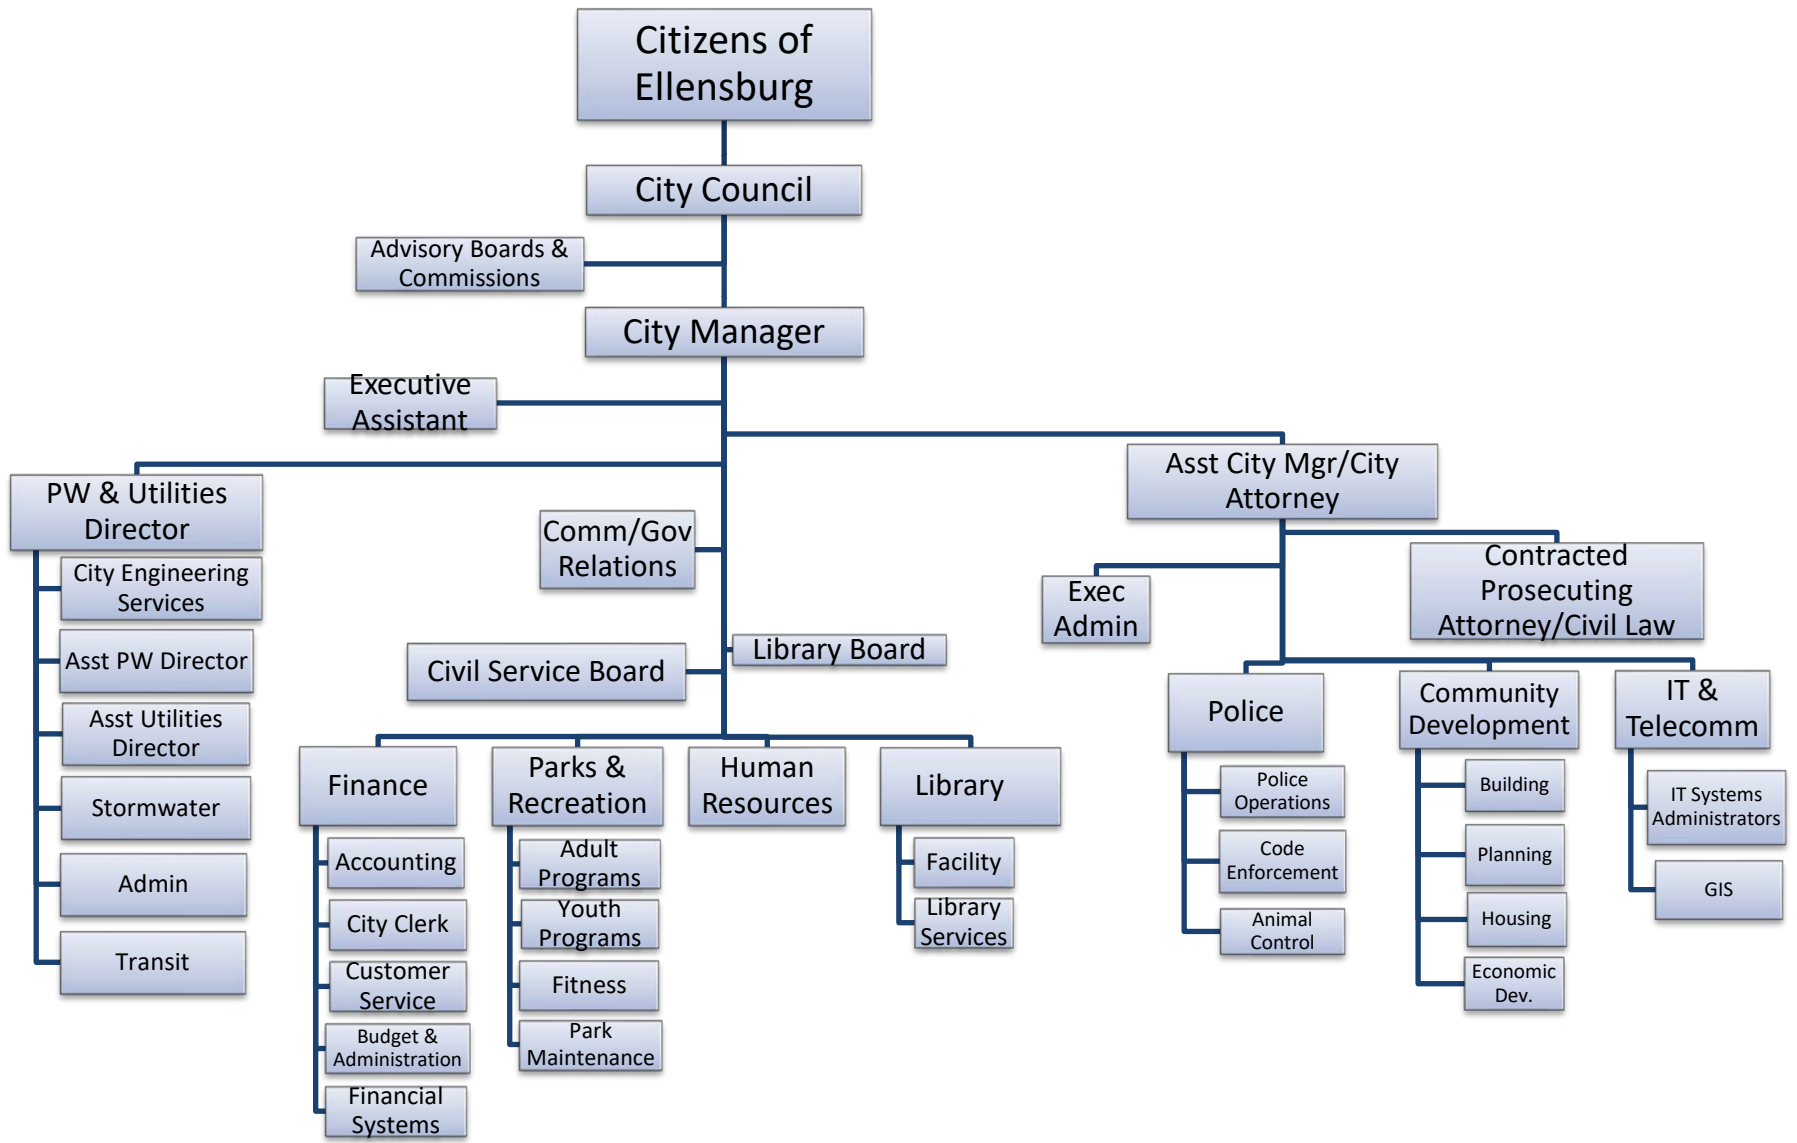 Citizens of
Ellensburg
City Council
Advisory Boards &
Commissions
City Manager
Executive
Assistant
PW & Utilities
Director
City Engineering
Services
Asst PW Director
Asst Utilities
Director
Stormwater
Admin
Transit
Comm/Gov
Relations
Civil Service Board
Library Board
Finance
Accounting
City Clerk
Customer
Service
Budget &
Administration
Financial
Systems
Parks &
Recreation
Adult
Programs
Youth
Programs
Fitness
Park
Maintenance
Human
Resources
Library
Facility
Library
Services
Asst City Mgr/City
Attorney
Exec
Admin
Contracted
Prosecuting
Attorney/Civil Law
Police
Police
Operations
Code
Enforcement
Animal
Control
Community
Development
Building
Planning
Housing
Economic
Dev.
IT &
Telecomm
IT Systems
Administrators
GIS